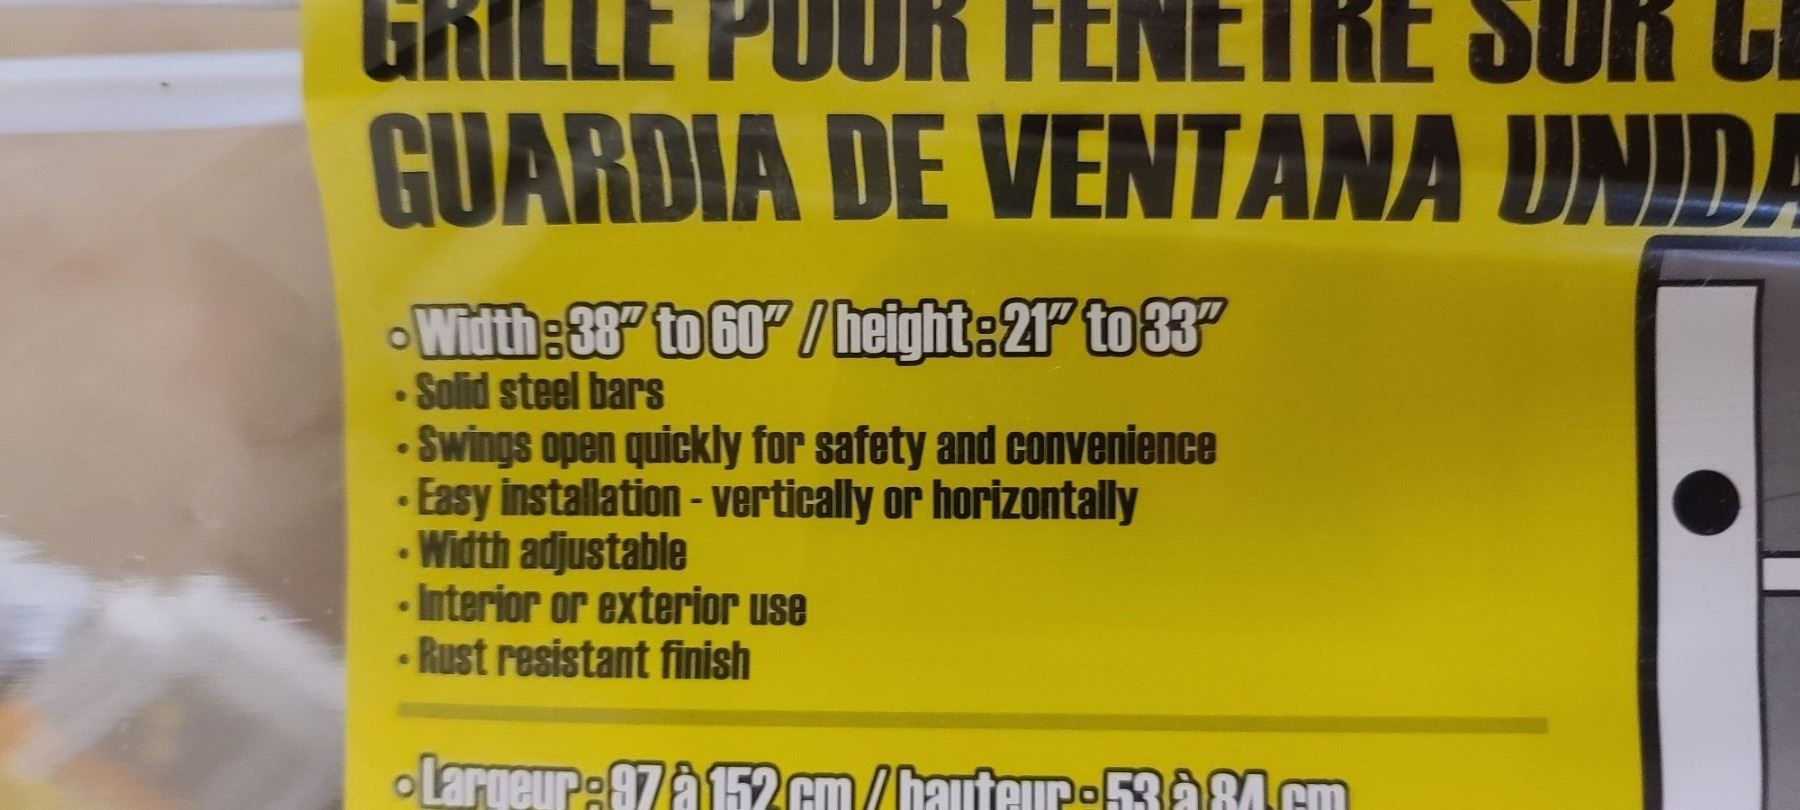 GRILLE POUR FENETRE SUR
GUARDIA DE VENTANA
• Width : 38" to 60" / height : 21" to 33"
• Solid steel bars
• Swings open quickly for safety and convenience
• Easy installation - vertically or horizontally
• Width adjustable
• Interior or exterior use
• Rust resistant finish
• Largeur : 97 à 152 cm / hauteur : 53 à 84 cm